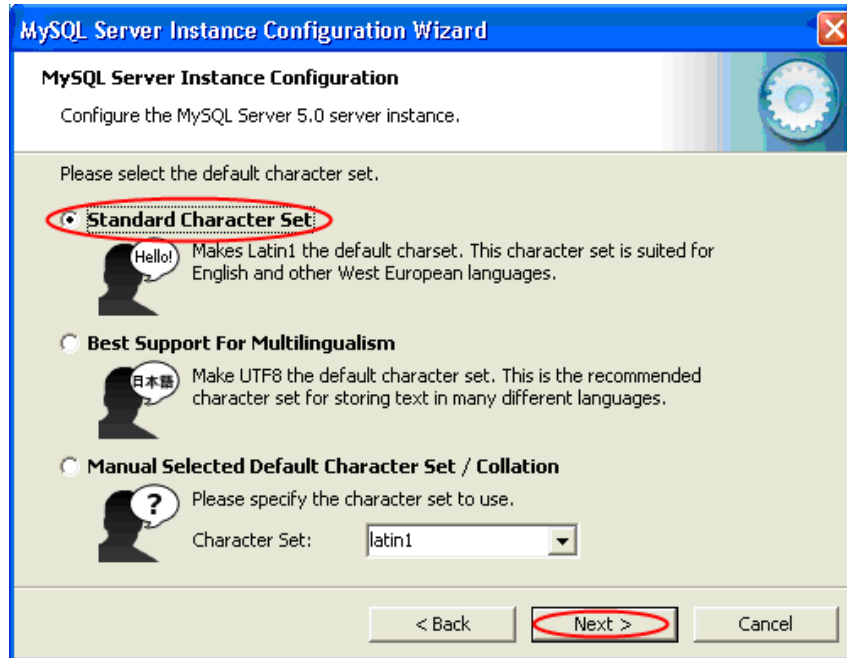 MySQL Server Instance Configuration Wizard
MySQL Server Instance Configuration
Configure the MySQL Server 5.0 server instance.
Please select the default character set.
Standard Character Set
Hello!
Makes Latin1 the default charset. This character set is suited for
English and other West European languages.
Best Support For Multilingualism
日本語
Make UTF8 the default character set. This is the recommended
character set for storing text in many different languages.
Manual Selected Default Character Set / Collation
?
Please specify the character set to use.
Character Set: latin1
< Back Next > Cancel